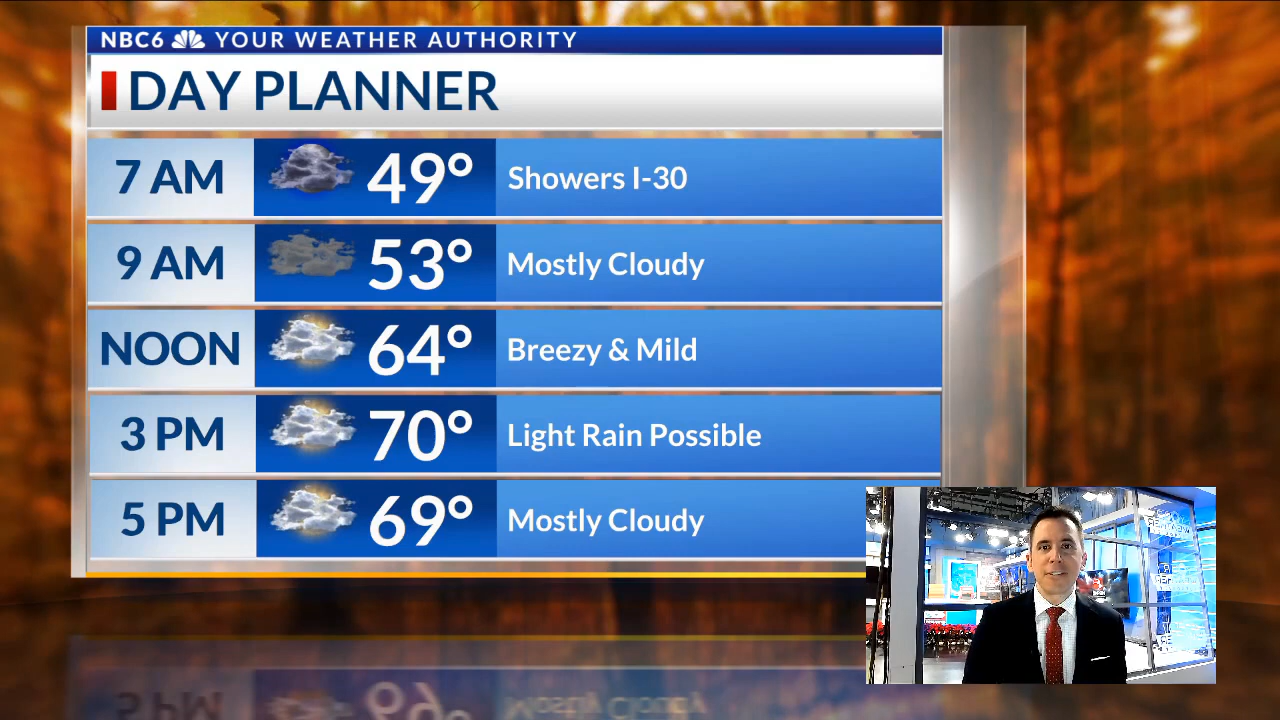 NBC6 YOUR WEATHER AUTHORITY
DAY PLANNER
7 AM 49° Showers I-30
9 AM 53° Mostly Cloudy
NOON 64° Breezy & Mild
3 PM 70° Light Rain Possible
5 PM 69° Mostly Cloudy